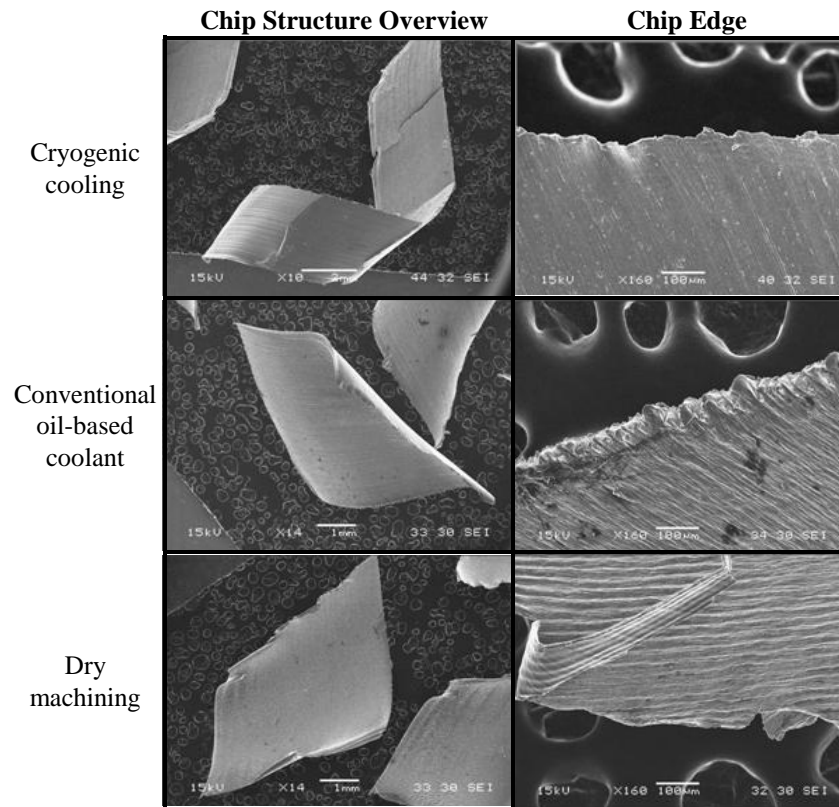 Chip Structure Overview Chip Edge
Cryogenic
cooling
15kV X10 2mm 44 32 SEI
15kV X160 100µm 40 32 SEI
Conventional
oil-based
coolant
15kV X14 1mm 33 30 SEI
15kV X160 100µm 34 30 SEI
Dry
machining
15kV X14 1mm 33 30 SEI
15kV X160 100µm 32 30 SEI